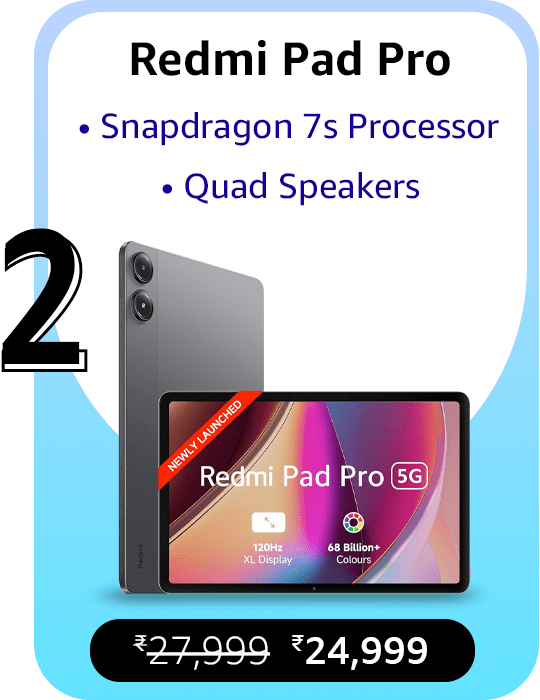 Redmi Pad Pro
• Snapdragon 7s Processor
• Quad Speakers
2
NEWLY LAUNCHED
Redmi Pad Pro 5G
120Hz
XL Display
68 Billion+
Colours
Redmi
₹27,999 ₹24,999